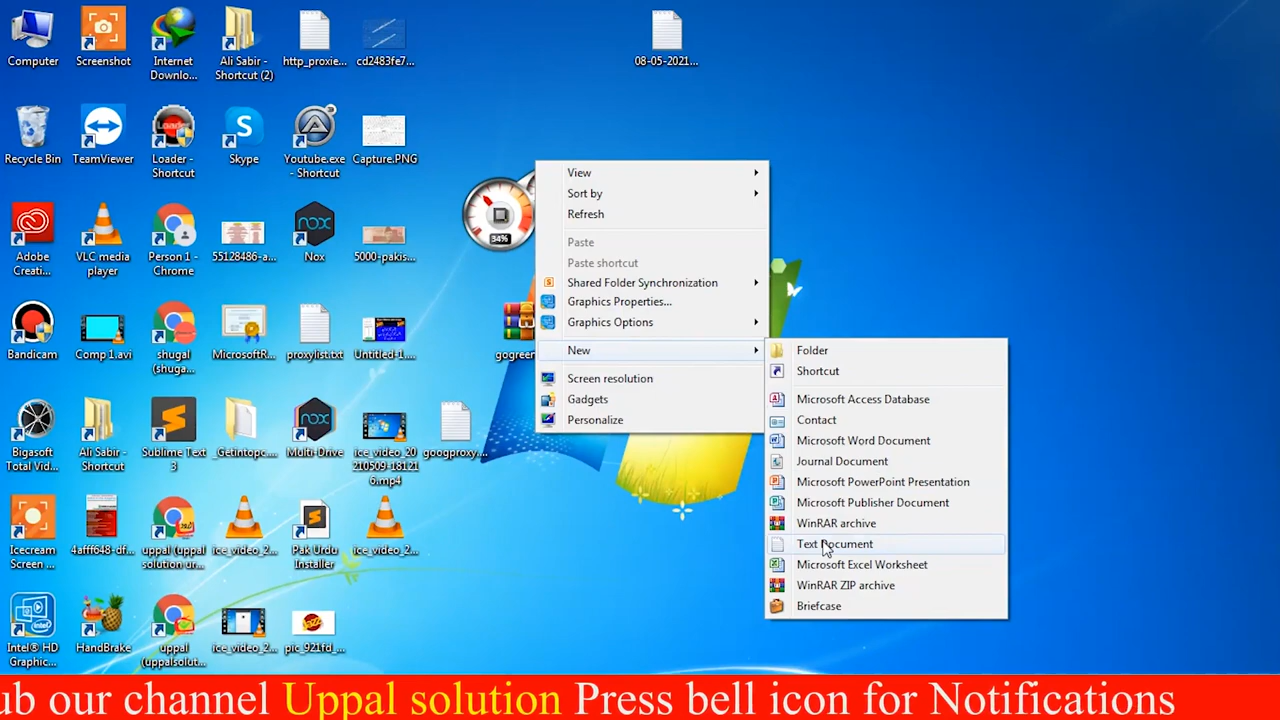 Computer
Screenshot
Internet
Downlo...
Ali Sabir -
Shortcut (2)
http_proxie...
cd2483fe7...
08-05-2021...
Recycle Bin
TeamViewer
Loader -
Shortcut
Skype
Youtube.exe
- Shortcut
Capture.PNG
Adobe
Creati...
VLC media
player
Person 1 -
Chrome
55128486-a...
Nox
5000-pakis...
34%
Bandicam
Comp 1.avi
shugal
(shuga...
MicrosoftR...
proxylist.txt
Untitled-1....
gogreen
Bigasoft
Total Vid...
Ali Sabir -
Shortcut
Sublime Text
3
_Getintopc....
Multi-Drive
ice_video_20
210509-18121
6.mp4
googproxy....
Icecream
Screen ...
4afff648-df...
uppal (uppal
solution ur...
ice_video_2...
Pak Urdu
Installer
ice_video_2...
Intel® HD
Graphic...
HandBrake
uppal
(uppalsolut...
ice_video_2...
pic_921fd_...
View
Sort by
Refresh
Paste
Paste shortcut
Shared Folder Synchronization
Graphics Properties...
Graphics Options
New
Screen resolution
Gadgets
Personalize
Folder
Shortcut
Microsoft Access Database
Contact
Microsoft Word Document
Journal Document
Microsoft PowerPoint Presentation
Microsoft Publisher Document
WinRAR archive
Text Document
Microsoft Excel Worksheet
WinRAR ZIP archive
Briefcase
ub our channel Uppal solution Press bell icon for Notifications